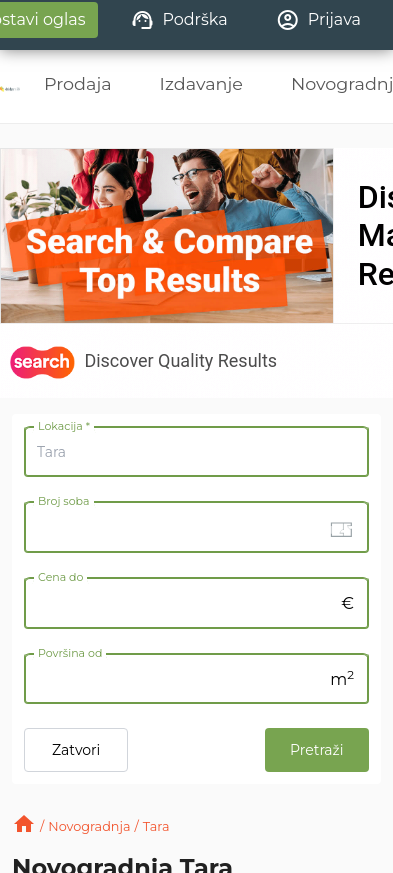 ostavi oglas
Podrška
Prijava
Prodaja
Izdavanje
Novogradnj
Search & Compare
Top Results
Dis
Ma
Re
search
Discover Quality Results
Lokacija *
Tara
Broj soba
Cena do
€
Površina od
m²
Zatvori
Pretraži
/ Novogradnja / Tara
Novogradnja Tara